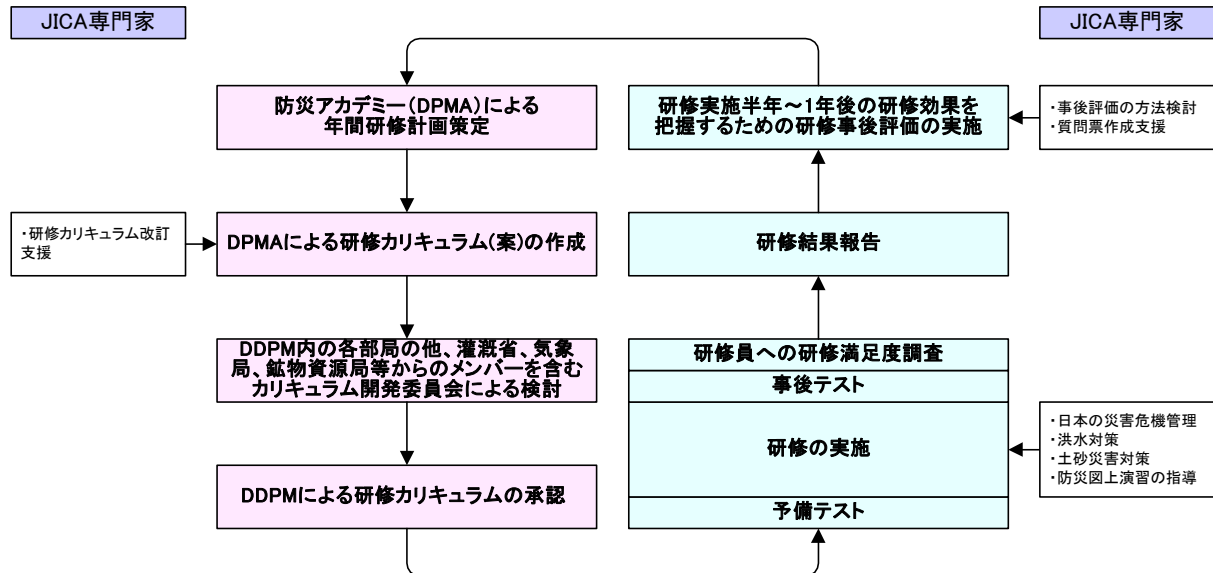 JICA専門家
JICA専門家
防災アカデミー(DPMA)による
年間研修計画策定
・研修カリキュラム改訂
支援
DPMAによる研修カリキュラム(案)の作成
DDPM内の各部局の他、灌漑省、気象
局、鉱物資源局等からのメンバーを含む
カリキュラム開発委員会による検討
DDPMによる研修カリキュラムの承認
研修実施半年～1年後の研修効果を
把握するための研修事後評価の実施
・事後評価の方法検討
・質問票作成支援
研修結果報告
研修員への研修満足度調査
事後テスト
研修の実施
・日本の災害危機管理
・洪水対策
・土砂災害対策
・防災図上演習の指導
予備テスト